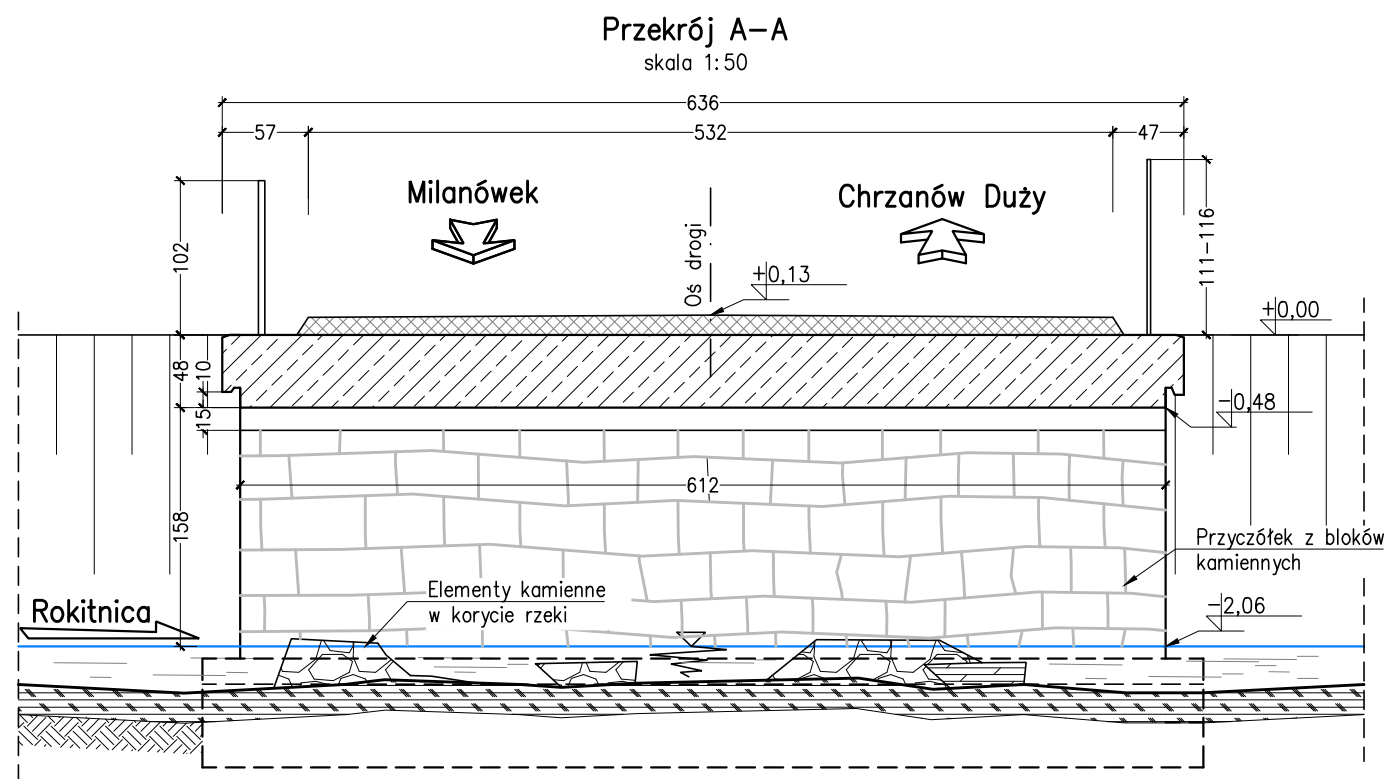 Przekrój A-A
skala 1:50
636
57
532
47
Milanówek
Chrzanów Duży
Oś drogi
102
111-116
+0,13
+0,00
48
10
15
-0,48
612
158
Przyczółek z bloków
kamiennych
Elementy kamienne
w korycie rzeki
Rokitnica
-2,06